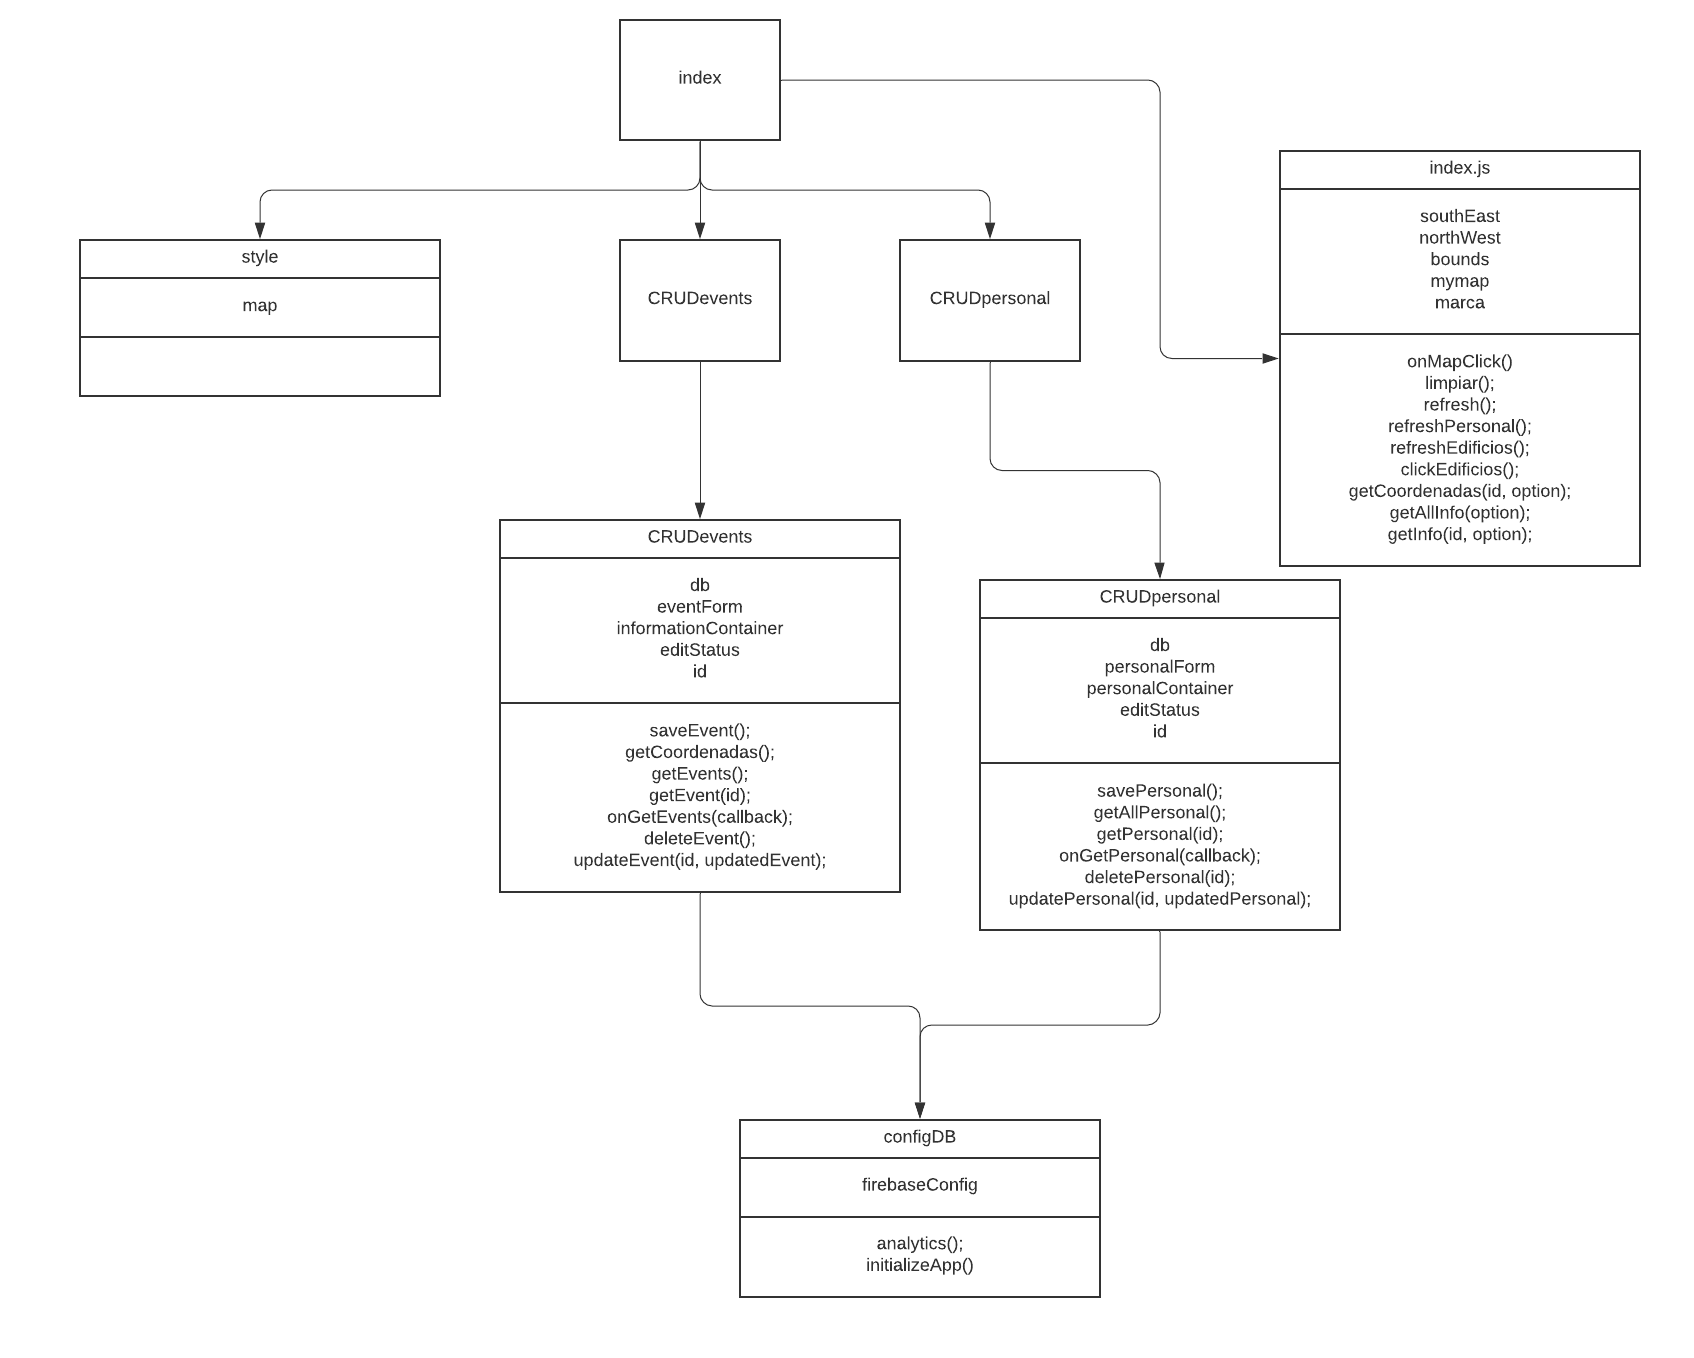 index
index.js
southEast
northWest
bounds
mymap
marca
onMapClick()
limpiar();
refresh();
refreshPersonal();
refreshEdificios();
clickEdificios();
getCoordenadas(id, option);
getAllInfo(option);
getInfo(id, option);
style
map
CRUDevents
CRUDpersonal
CRUDevents
db
eventForm
informationContainer
editStatus
id
saveEvent();
getCoordenadas();
getEvents();
getEvent(id);
onGetEvents(callback);
deleteEvent();
updateEvent(id, updatedEvent);
CRUDpersonal
db
personalForm
personalContainer
editStatus
id
savePersonal();
getAllPersonal();
getPersonal(id);
onGetPersonal(callback);
deletePersonal(id);
updatePersonal(id, updatedPersonal);
configDB
firebaseConfig
analytics();
initializeApp()